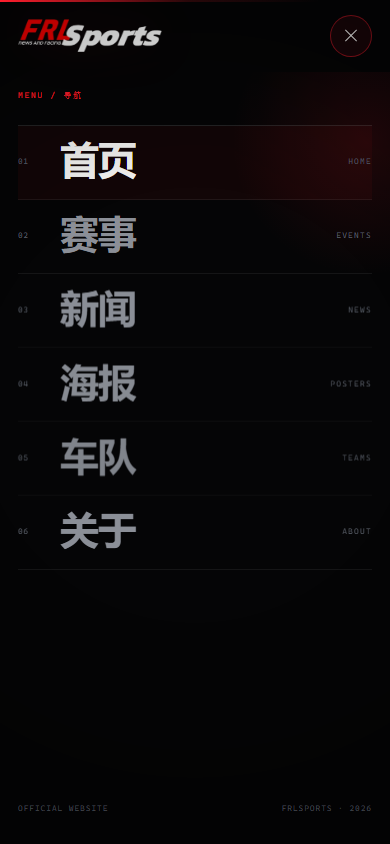 FRLSports
NEWS AND RACING
MENU / 导航
01 首页 HOME
02 赛事 EVENTS
03 新闻 NEWS
04 海报 POSTERS
05 车队 TEAMS
06 关于 ABOUT
OFFICIAL WEBSITE FRLSPORTS · 2026